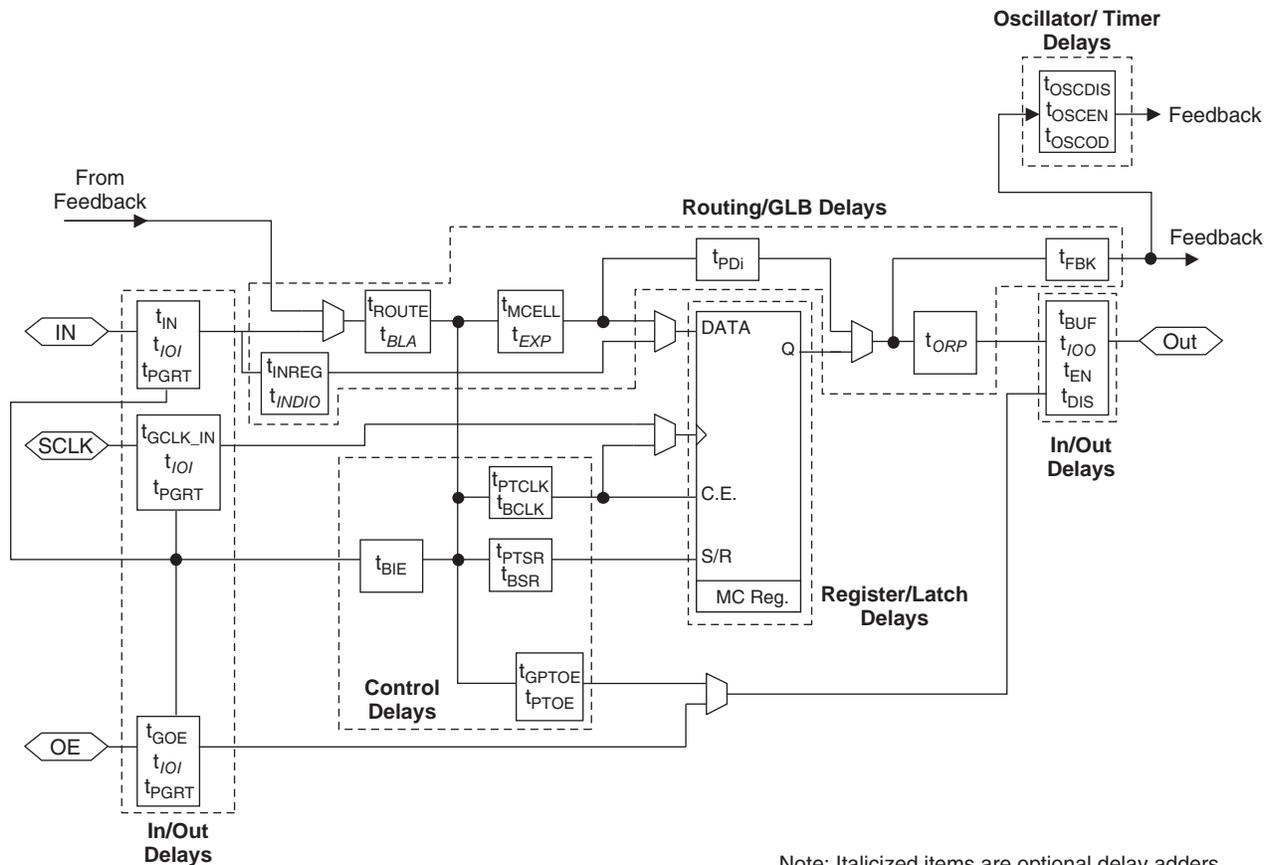 Oscillator/ Timer
Delays
tOSCDIS
tOSCEN
tOSCOD
Feedback
From
Feedback
Routing/GLB Delays
Feedback
tPDi
tFBK
IN
tIN
tIOI
tPGRT
tROUTE
tBLA
tMCELL
tEXP
tINREG
tINDIO
DATA
Q
tORP
tBUF
tIOO
tEN
tDIS
Out
In/Out
Delays
SCLK
tGCLK_IN
tIOI
tPGRT
tPTCLK
tBCLK
C.E.
tBIE
tPTSR
tBSR
S/R
MC Reg.
Register/Latch
Delays
Control
Delays
tGPTOE
tPTOE
OE
tGOE
tIOI
tPGRT
In/Out
Delays
Note: Italicized items are optional delay adders